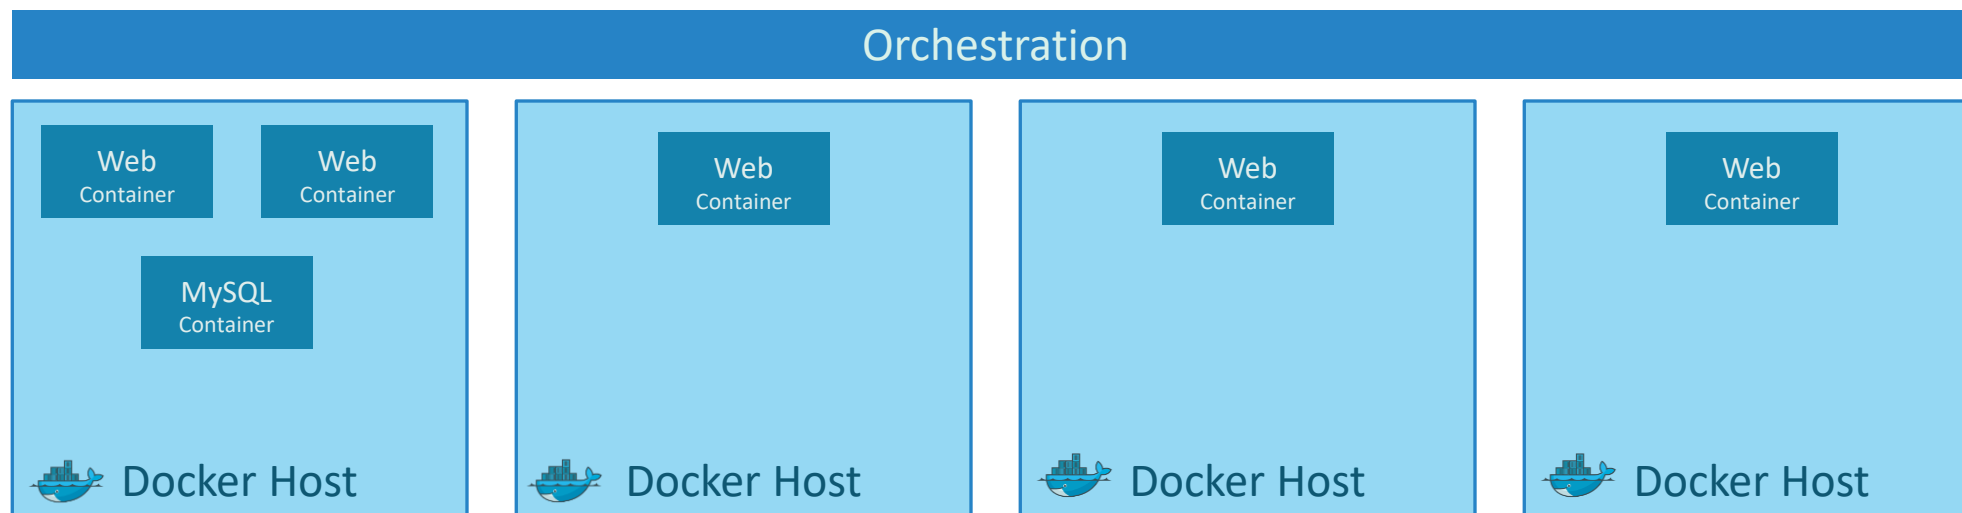 Orchestration
Web
Container
Web
Container
MySQL
Container
Docker Host
Web
Container
Docker Host
Web
Container
Docker Host
Web
Container
Docker Host